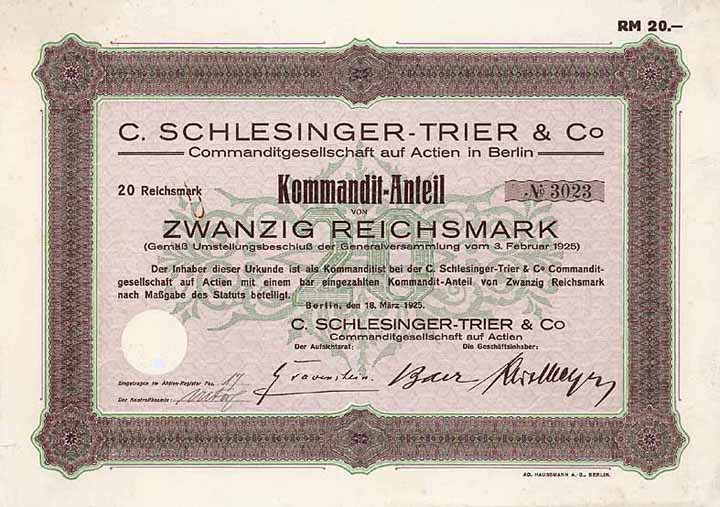 RM 20.—
C. SCHLESINGER-TRIER & Co
Commanditgesellschaft auf Actien in Berlin
20 Reichsmark Kommandit-Anteil № 3023
VON
ZWANZIG REICHSMARK
(Gemäß Umstellungsbeschluß der Generalversammlung vom 3. Februar 1925)
Der Inhaber dieser Urkunde ist als Kommanditist bei der C. Schlesinger-Trier & Co Commandit-
gesellschaft auf Actien mit einem bar eingezahlten Kommandit-Anteil von Zwanzig Reichsmark
nach Maßgabe des Statuts beteiligt.
Berlin, den 18. März 1925.
C. SCHLESINGER-TRIER & Co
Commanditgesellschaft auf Actien
Der Aufsichtsrat: Die Geschäftsinhaber:
Eingetragen im Aktien-Register Fol. 17
Der Kontrollbeamte:
AD. HAUSSMANN A. G., BERLIN.
20